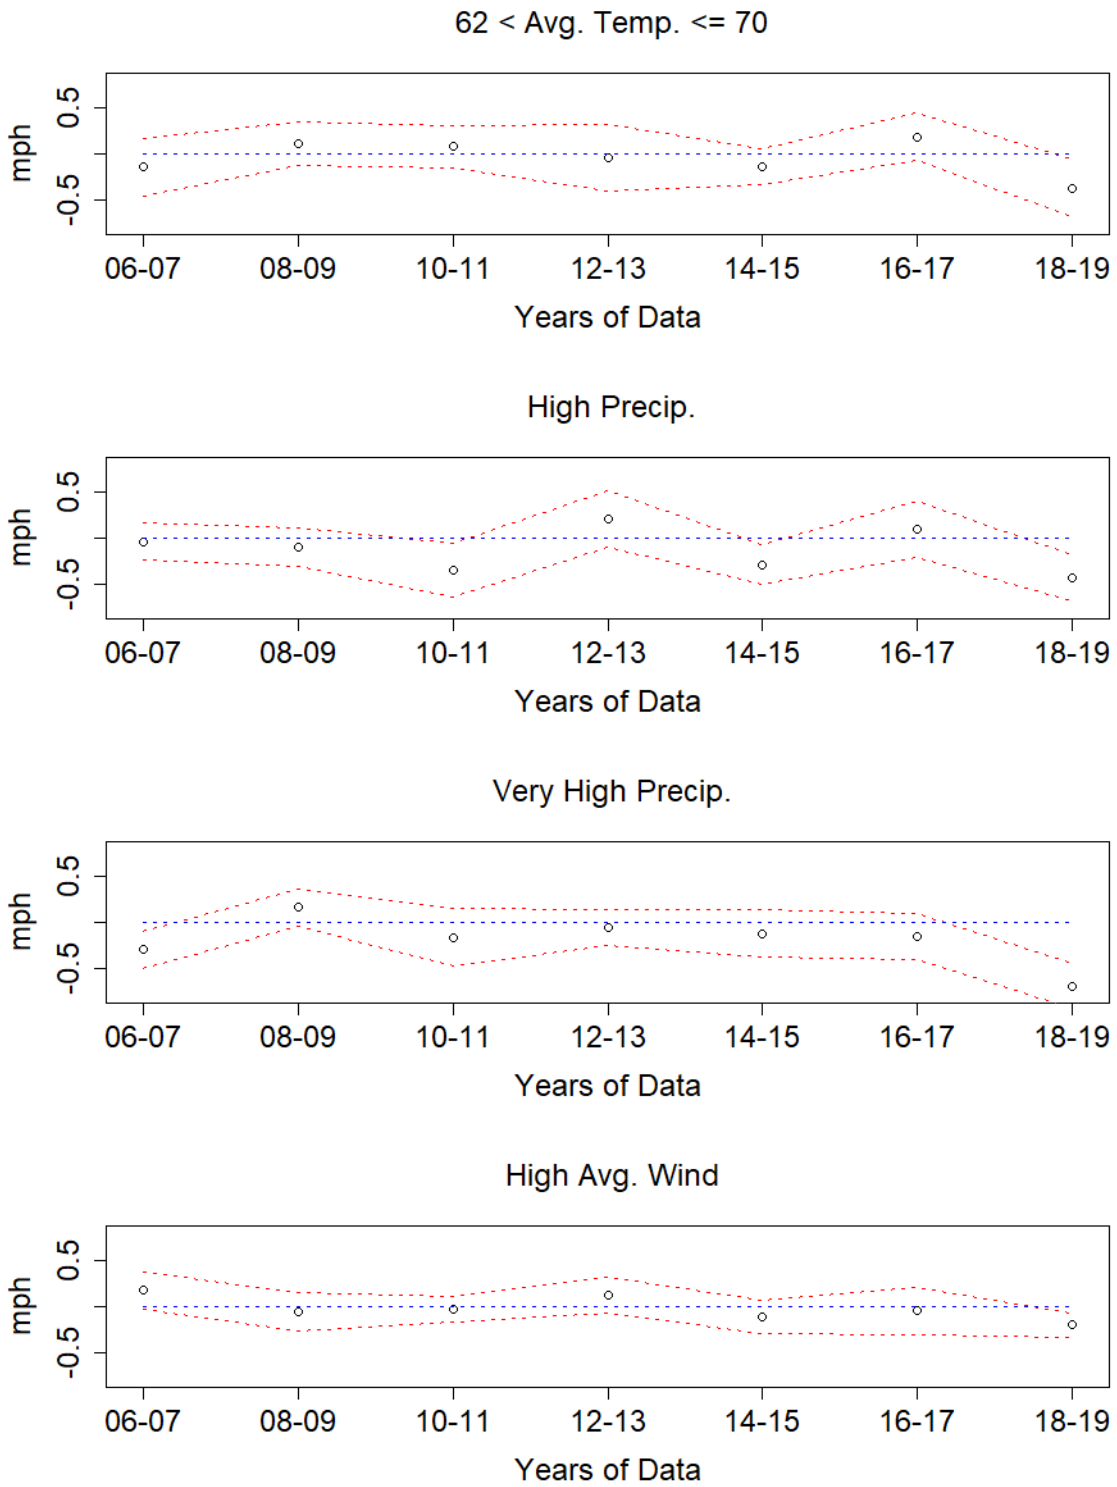 62 < Avg. Temp. <= 70
0.5
-0.5
mph
06-07 08-09 10-11 12-13 14-15 16-17 18-19
Years of Data
High Precip.
0.5
-0.5
mph
06-07 08-09 10-11 12-13 14-15 16-17 18-19
Years of Data
Very High Precip.
0.5
-0.5
mph
06-07 08-09 10-11 12-13 14-15 16-17 18-19
Years of Data
High Avg. Wind
0.5
-0.5
mph
06-07 08-09 10-11 12-13 14-15 16-17 18-19
Years of Data